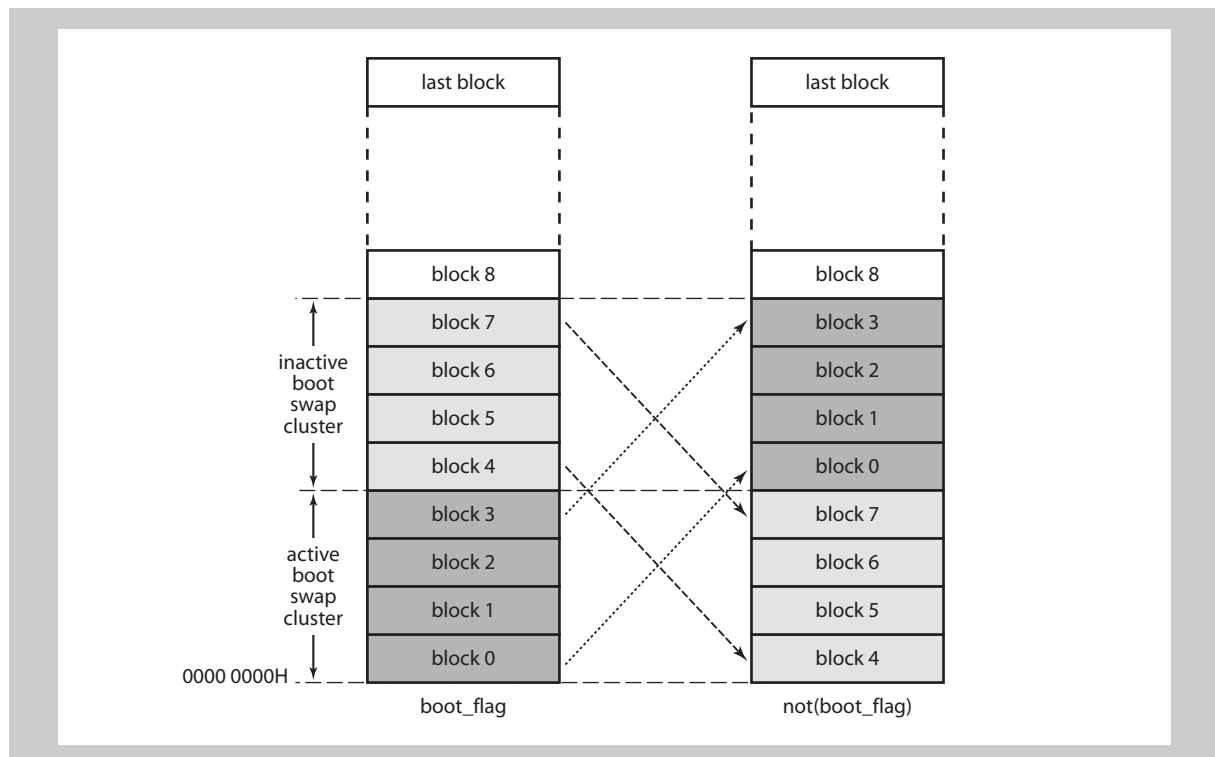 last block
last block
block 8
block 8
block 7
block 3
inactive
boot
swap
cluster
block 6
block 2
block 5
block 1
block 4
block 0
block 3
block 7
active
boot
swap
cluster
block 2
block 6
block 1
block 5
block 0
block 4
0000 0000H
boot_flag
not(boot_flag)